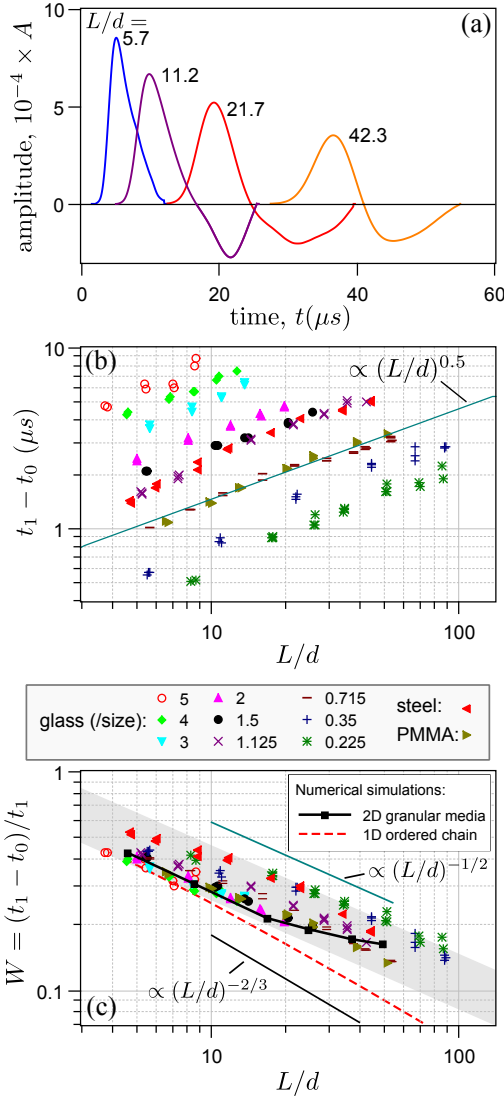 (a)
L/d =
5.7
11.2
21.7
42.3
10
5
0
amplitude, 10⁻⁴ × A
0 20 40 60
time, t(μs)
(b)
10
1
t₁ − t₀ (μs)
∝ (L/d)^0.5
10 100
L/d
glass (/size):
5 2 0.715 steel:
4 1.5 0.35 PMMA:
3 1.125 0.225
1
0.1
W = (t₁ − t₀)/t₁
Numerical simulations:
2D granular media
1D ordered chain
∝ (L/d)^−1/2
∝ (L/d)^−2/3
(c)
10 100
L/d